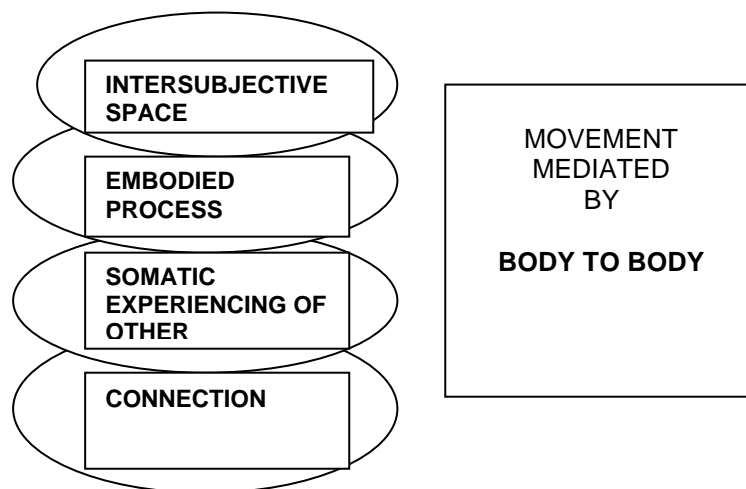 INTERSUBJECTIVE
SPACE
EMBODIED
PROCESS
SOMATIC
EXPERIENCING OF
OTHER
CONNECTION
MOVEMENT
MEDIATED
BY
BODY TO BODY